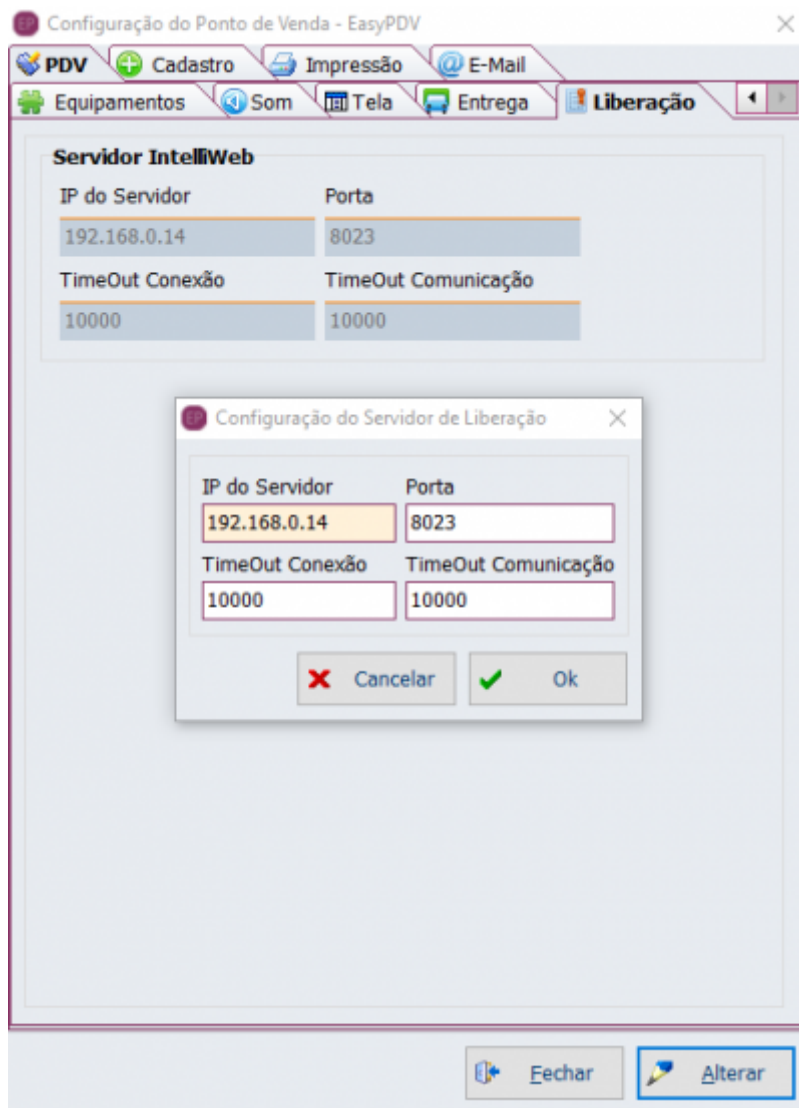 EP Configuração do Ponto de Venda - EasyPDV
PDV Cadastro Impressão @ E-Mail
Equipamentos Som Tela Entrega Liberação
Servidor IntelliWeb
IP do Servidor Porta
192.168.0.14 8023
TimeOut Conexão TimeOut Comunicação
10000 10000
EP Configuração do Servidor de Liberação
IP do Servidor Porta
192.168.0.14 8023
TimeOut Conexão TimeOut Comunicação
10000 10000
Cancelar Ok
Fechar Alterar